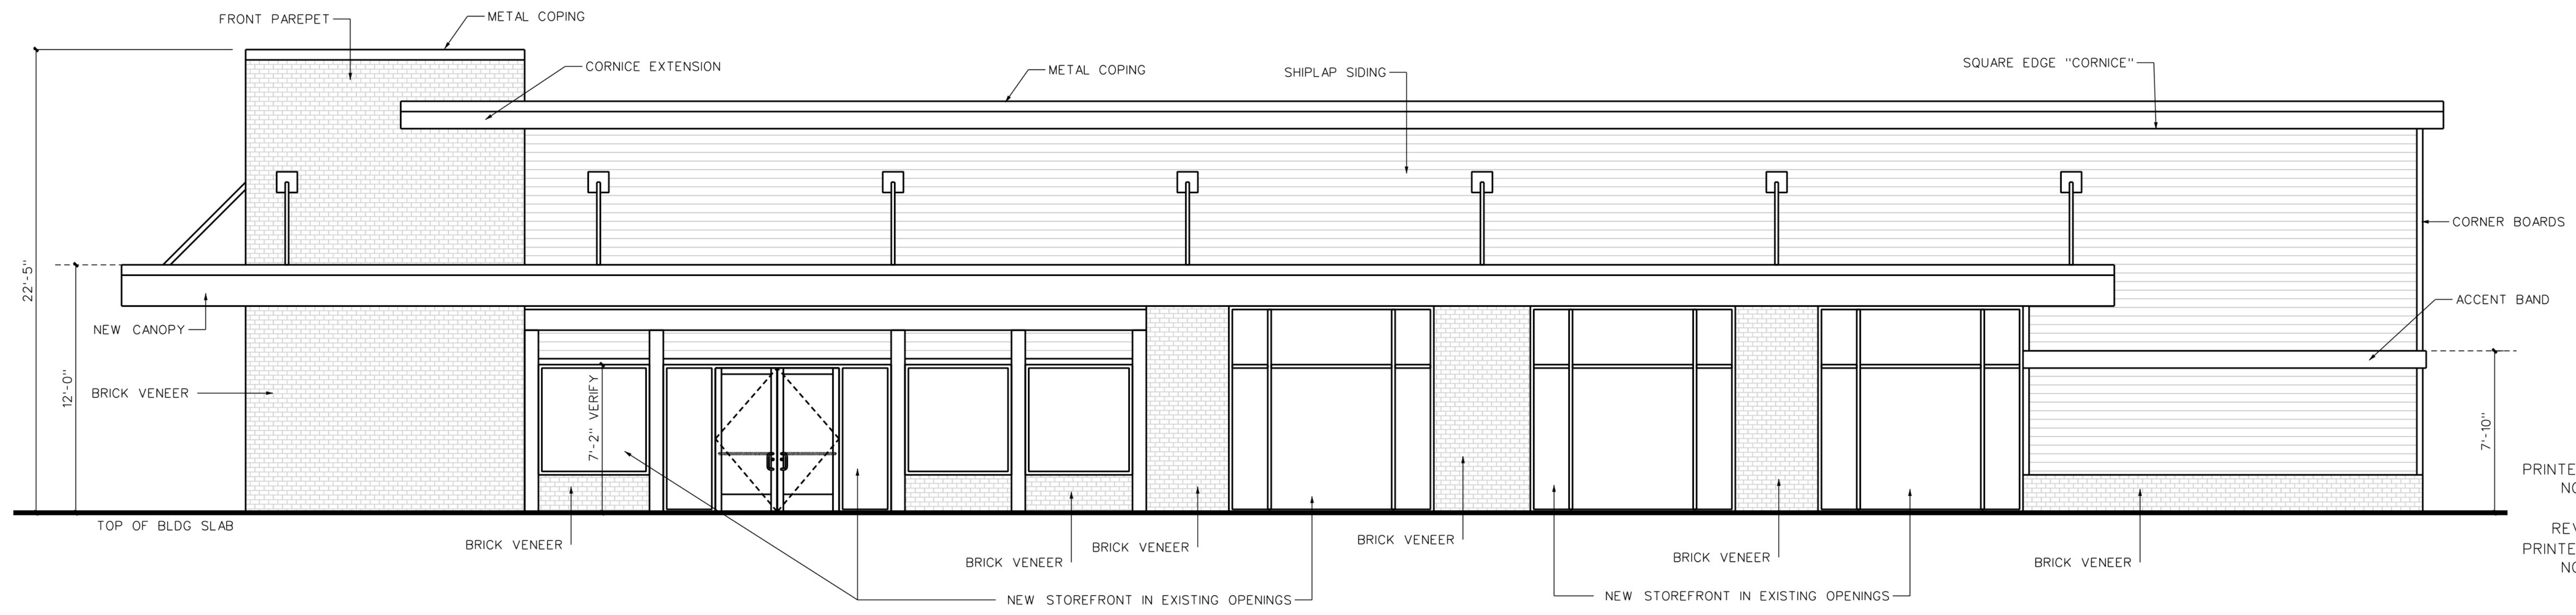 FRONT PAREPET
METAL COPING
CORNICE EXTENSION
METAL COPING
SHIPLAP SIDING
SQUARE EDGE "CORNICE"
CORNER BOARDS
22'-5"
ACCENT BAND
NEW CANOPY
12'-0"
BRICK VENEER
7'-2" VERIFY
7'-10"
PRINTE
NO
TOP OF BLDG SLAB
REV
PRINTE
NO
BRICK VENEER
BRICK VENEER
BRICK VENEER
BRICK VENEER
BRICK VENEER
BRICK VENEER
NEW STOREFRONT IN EXISTING OPENINGS
NEW STOREFRONT IN EXISTING OPENINGS